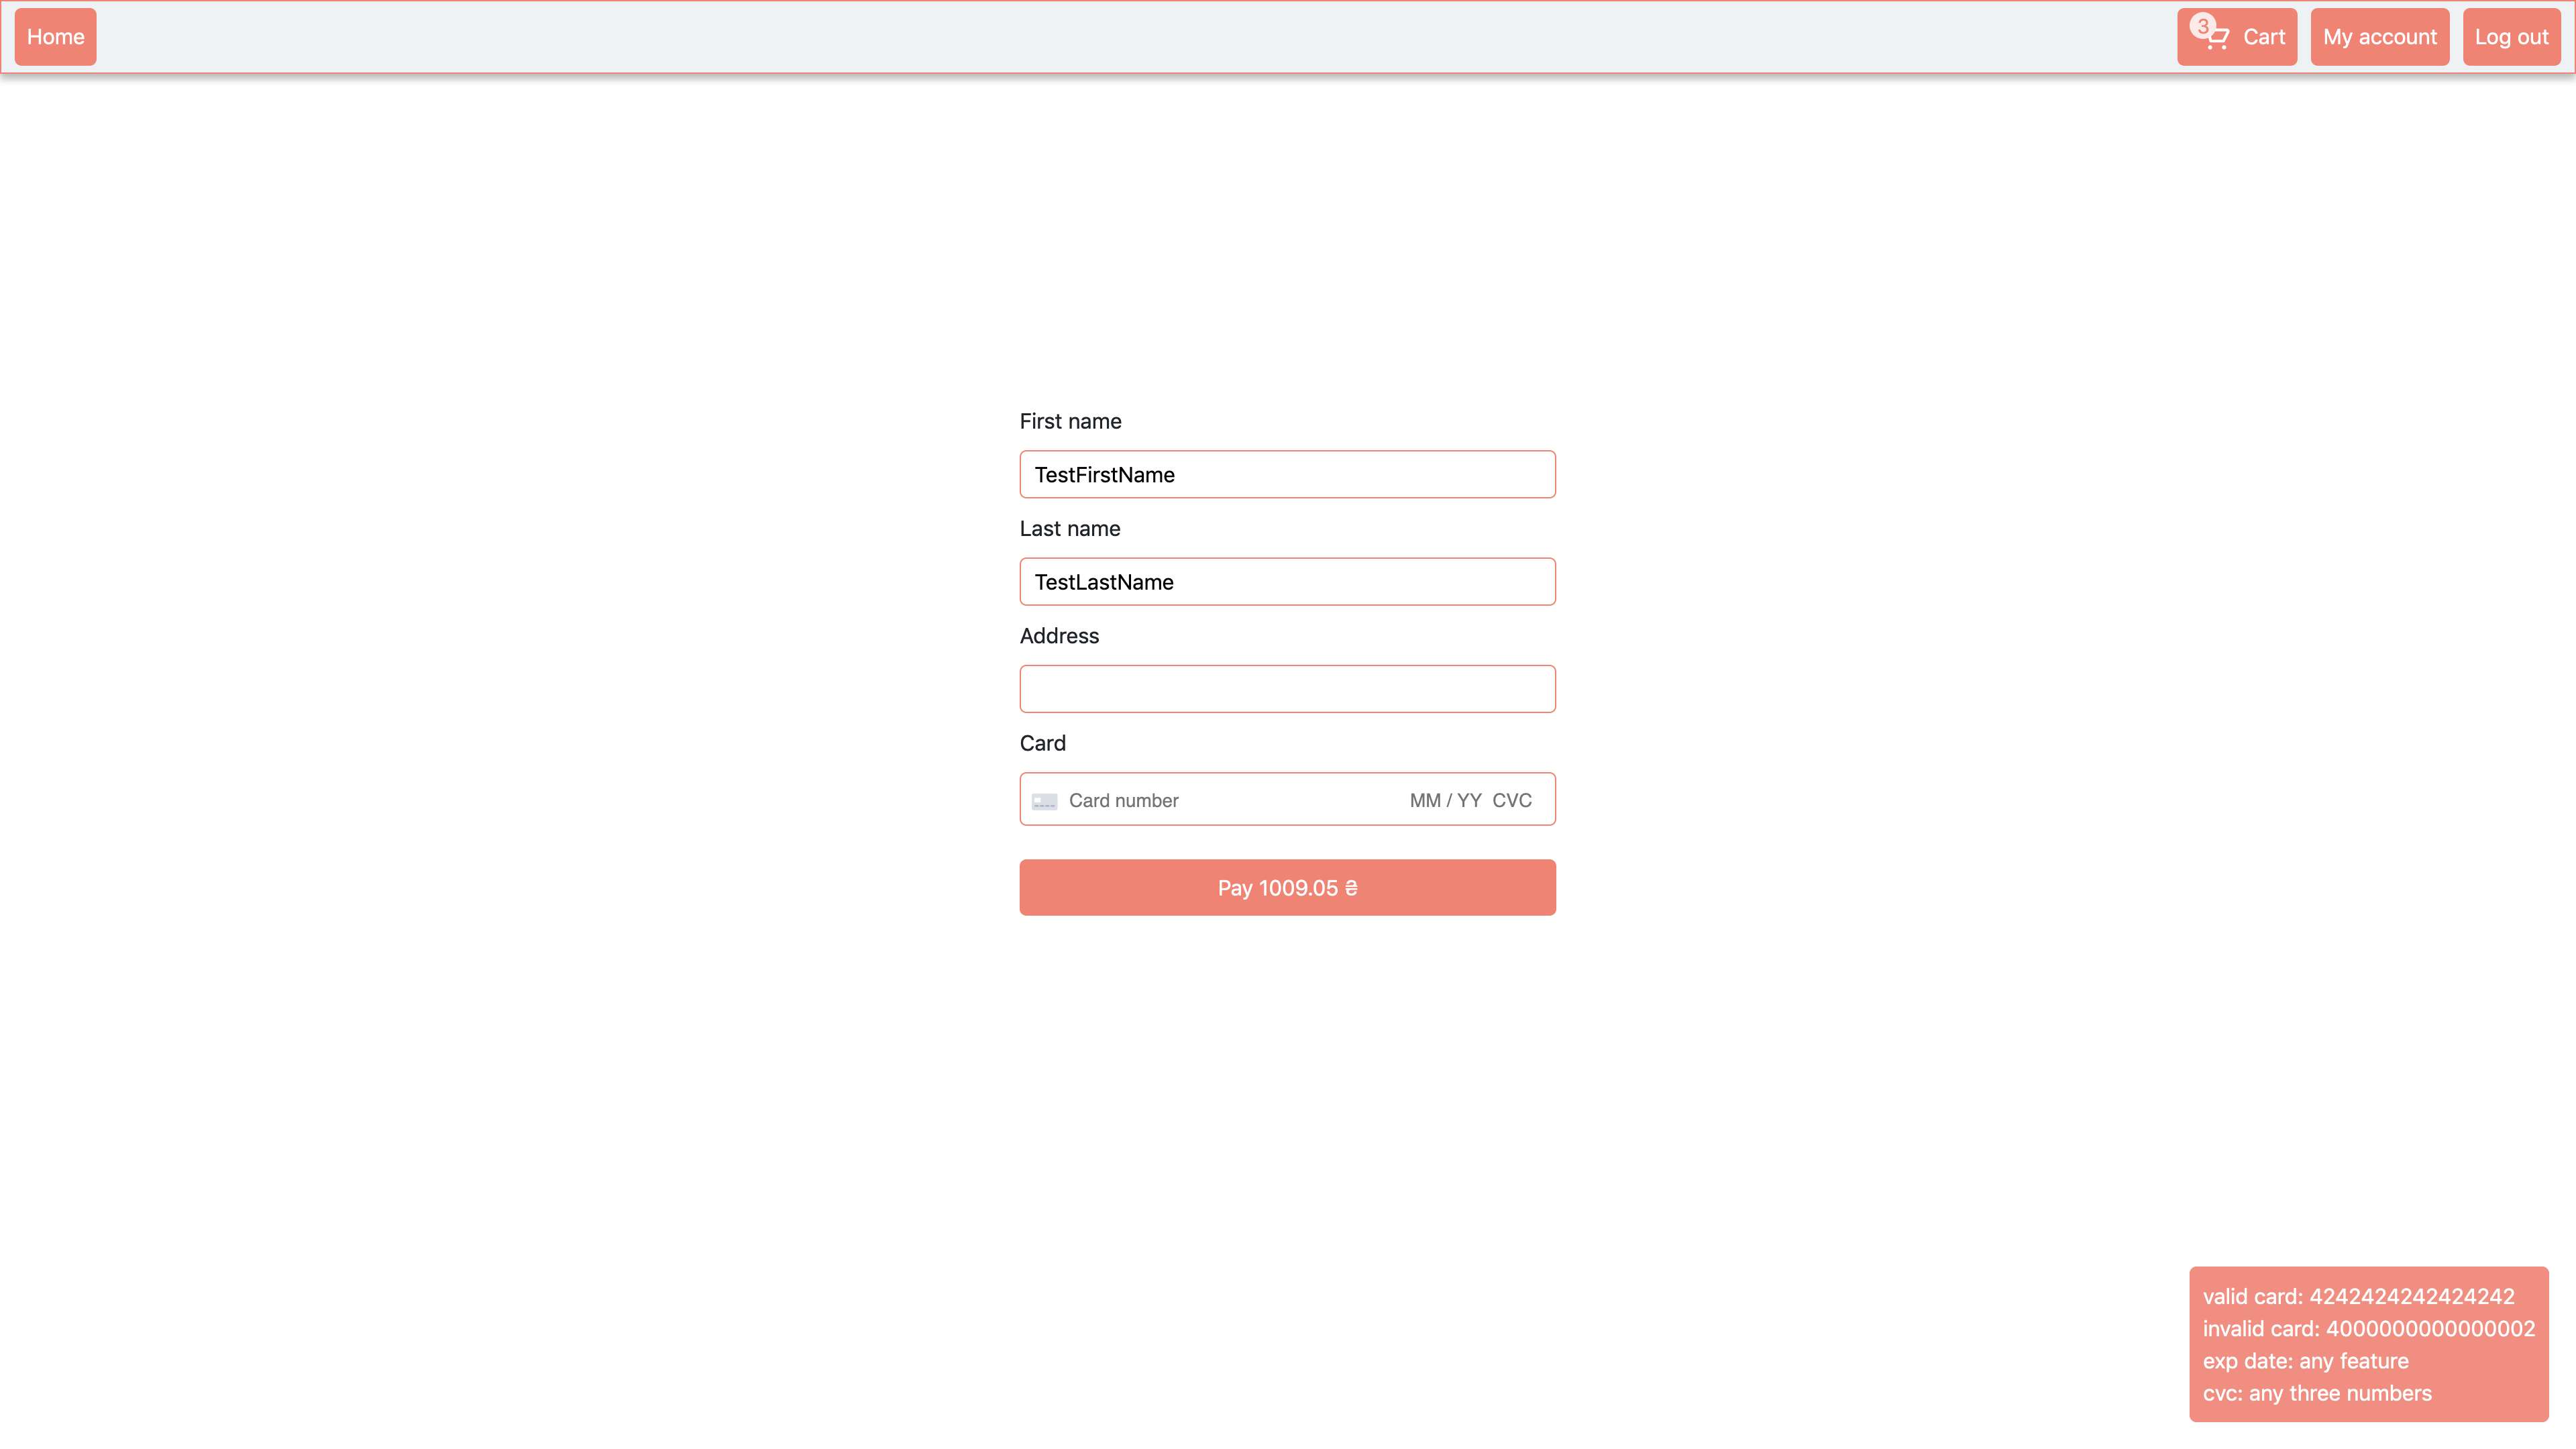 Home
3 Cart My account Log out
First name
TestFirstName
Last name
TestLastName
Address
Card
Card number MM / YY CVC
Pay 1009.05 ₴
valid card: 4242424242424242
invalid card: 4000000000000002
exp date: any feature
cvc: any three numbers